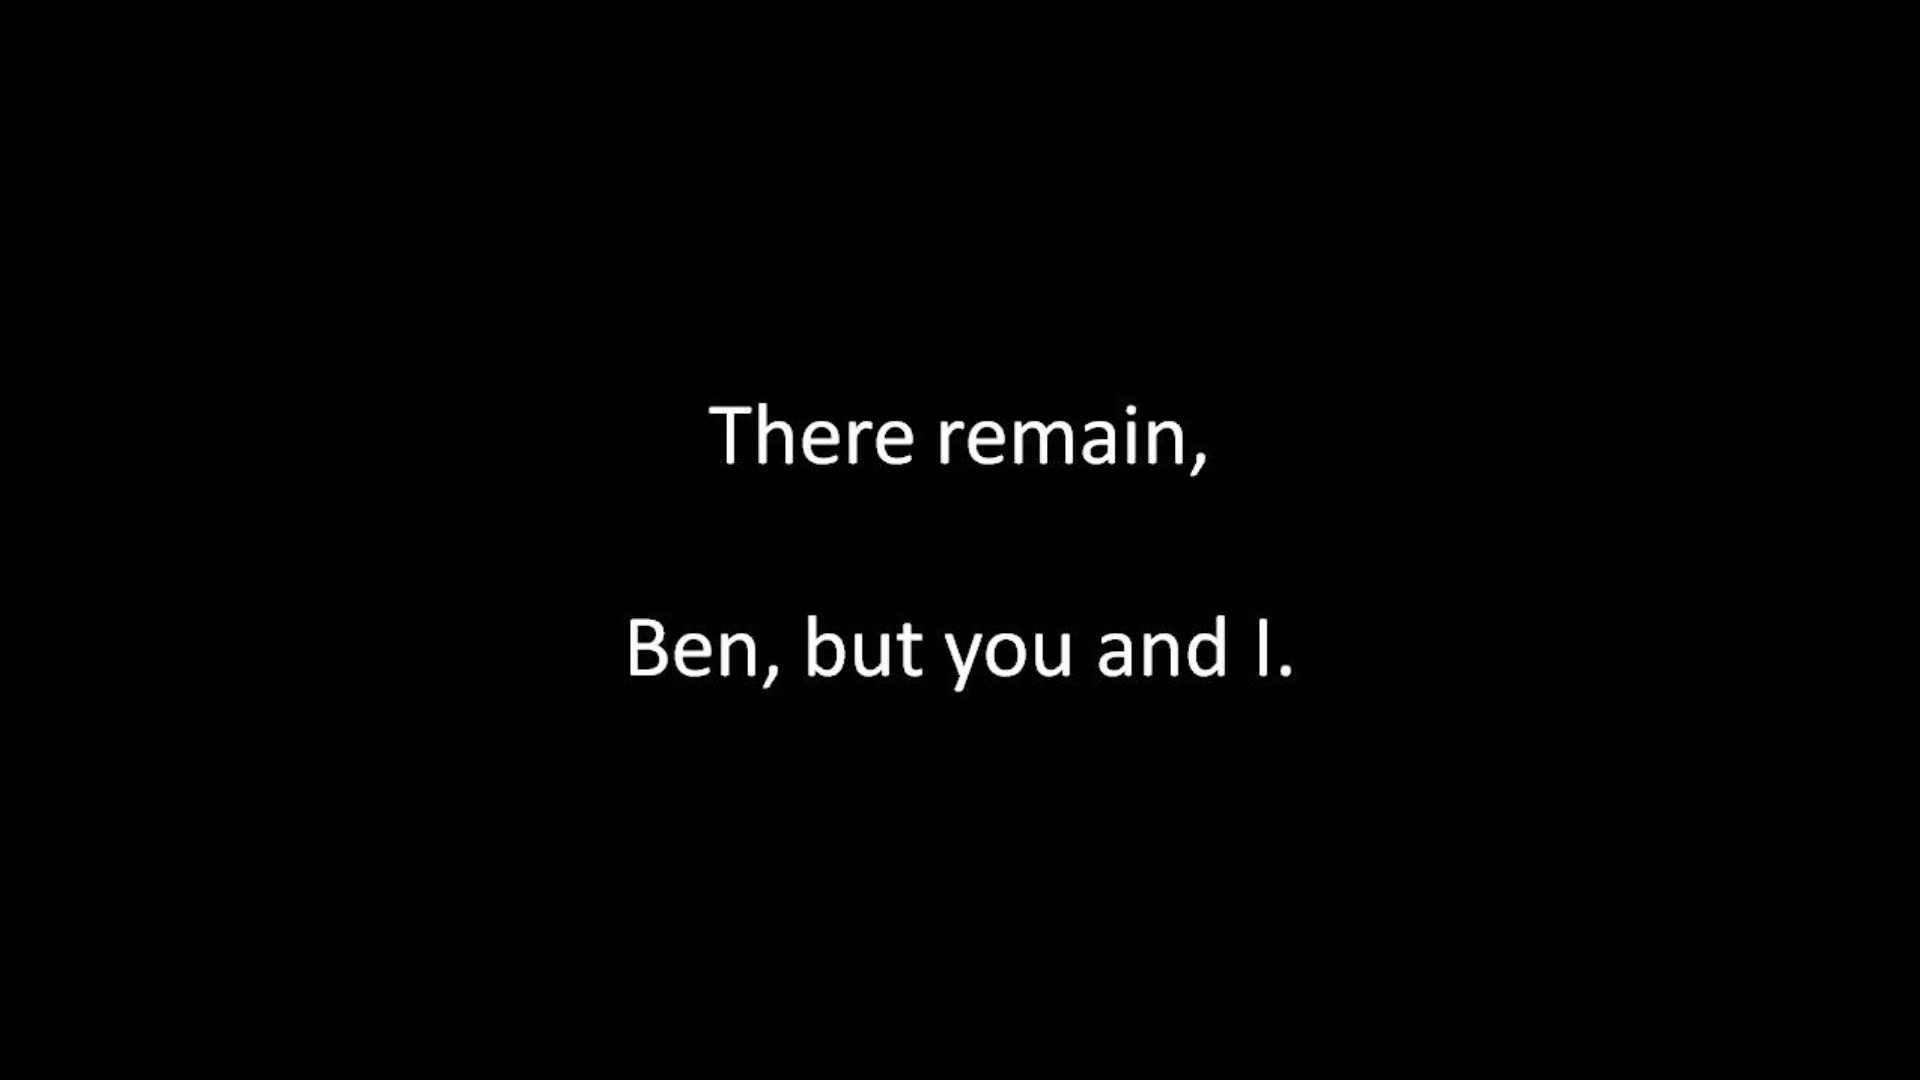 There remain,
Ben, but you and I.